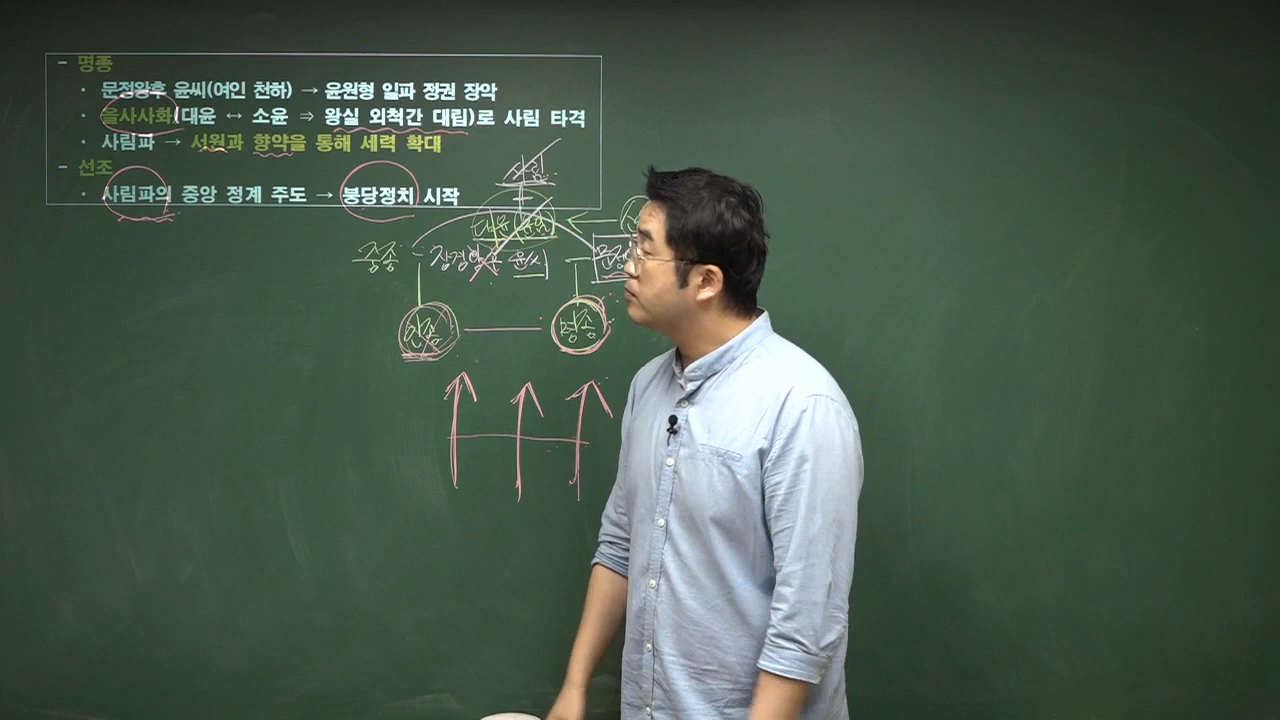 - 명종
· 문정왕후 윤씨(여인 천하) → 윤원형 일파 정권 장악
· 을사사화(대윤 ↔ 소윤 ⇒ 왕실 외척간 대립)로 사림 타격
· 사림파 → 서원과 향약을 통해 세력 확대
- 선조
· 사림파의 중앙 정계 주도 → 붕당정치 시작
사림
대윤
중종 장경왕후 윤씨 문정
인종 명종